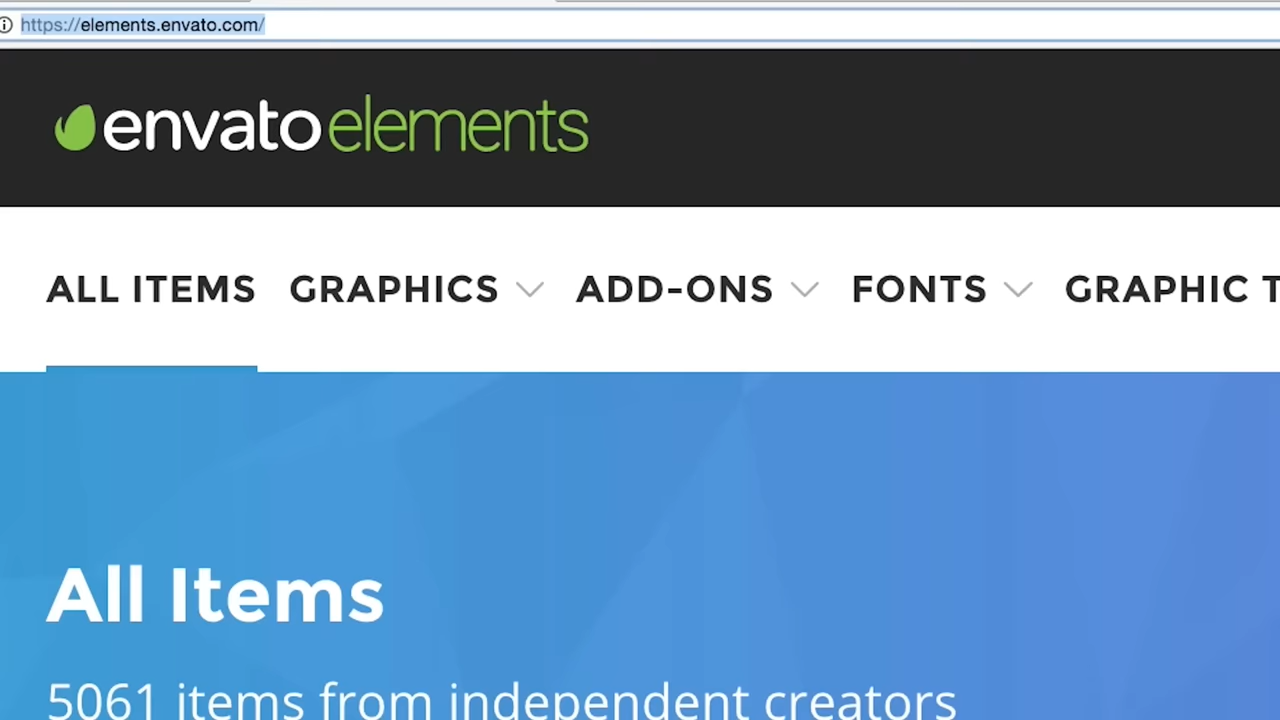 https://elements.envato.com/
envato elements
ALL ITEMS GRAPHICS ADD-ONS FONTS GRAPHIC T
All Items
5061 items from independent creators